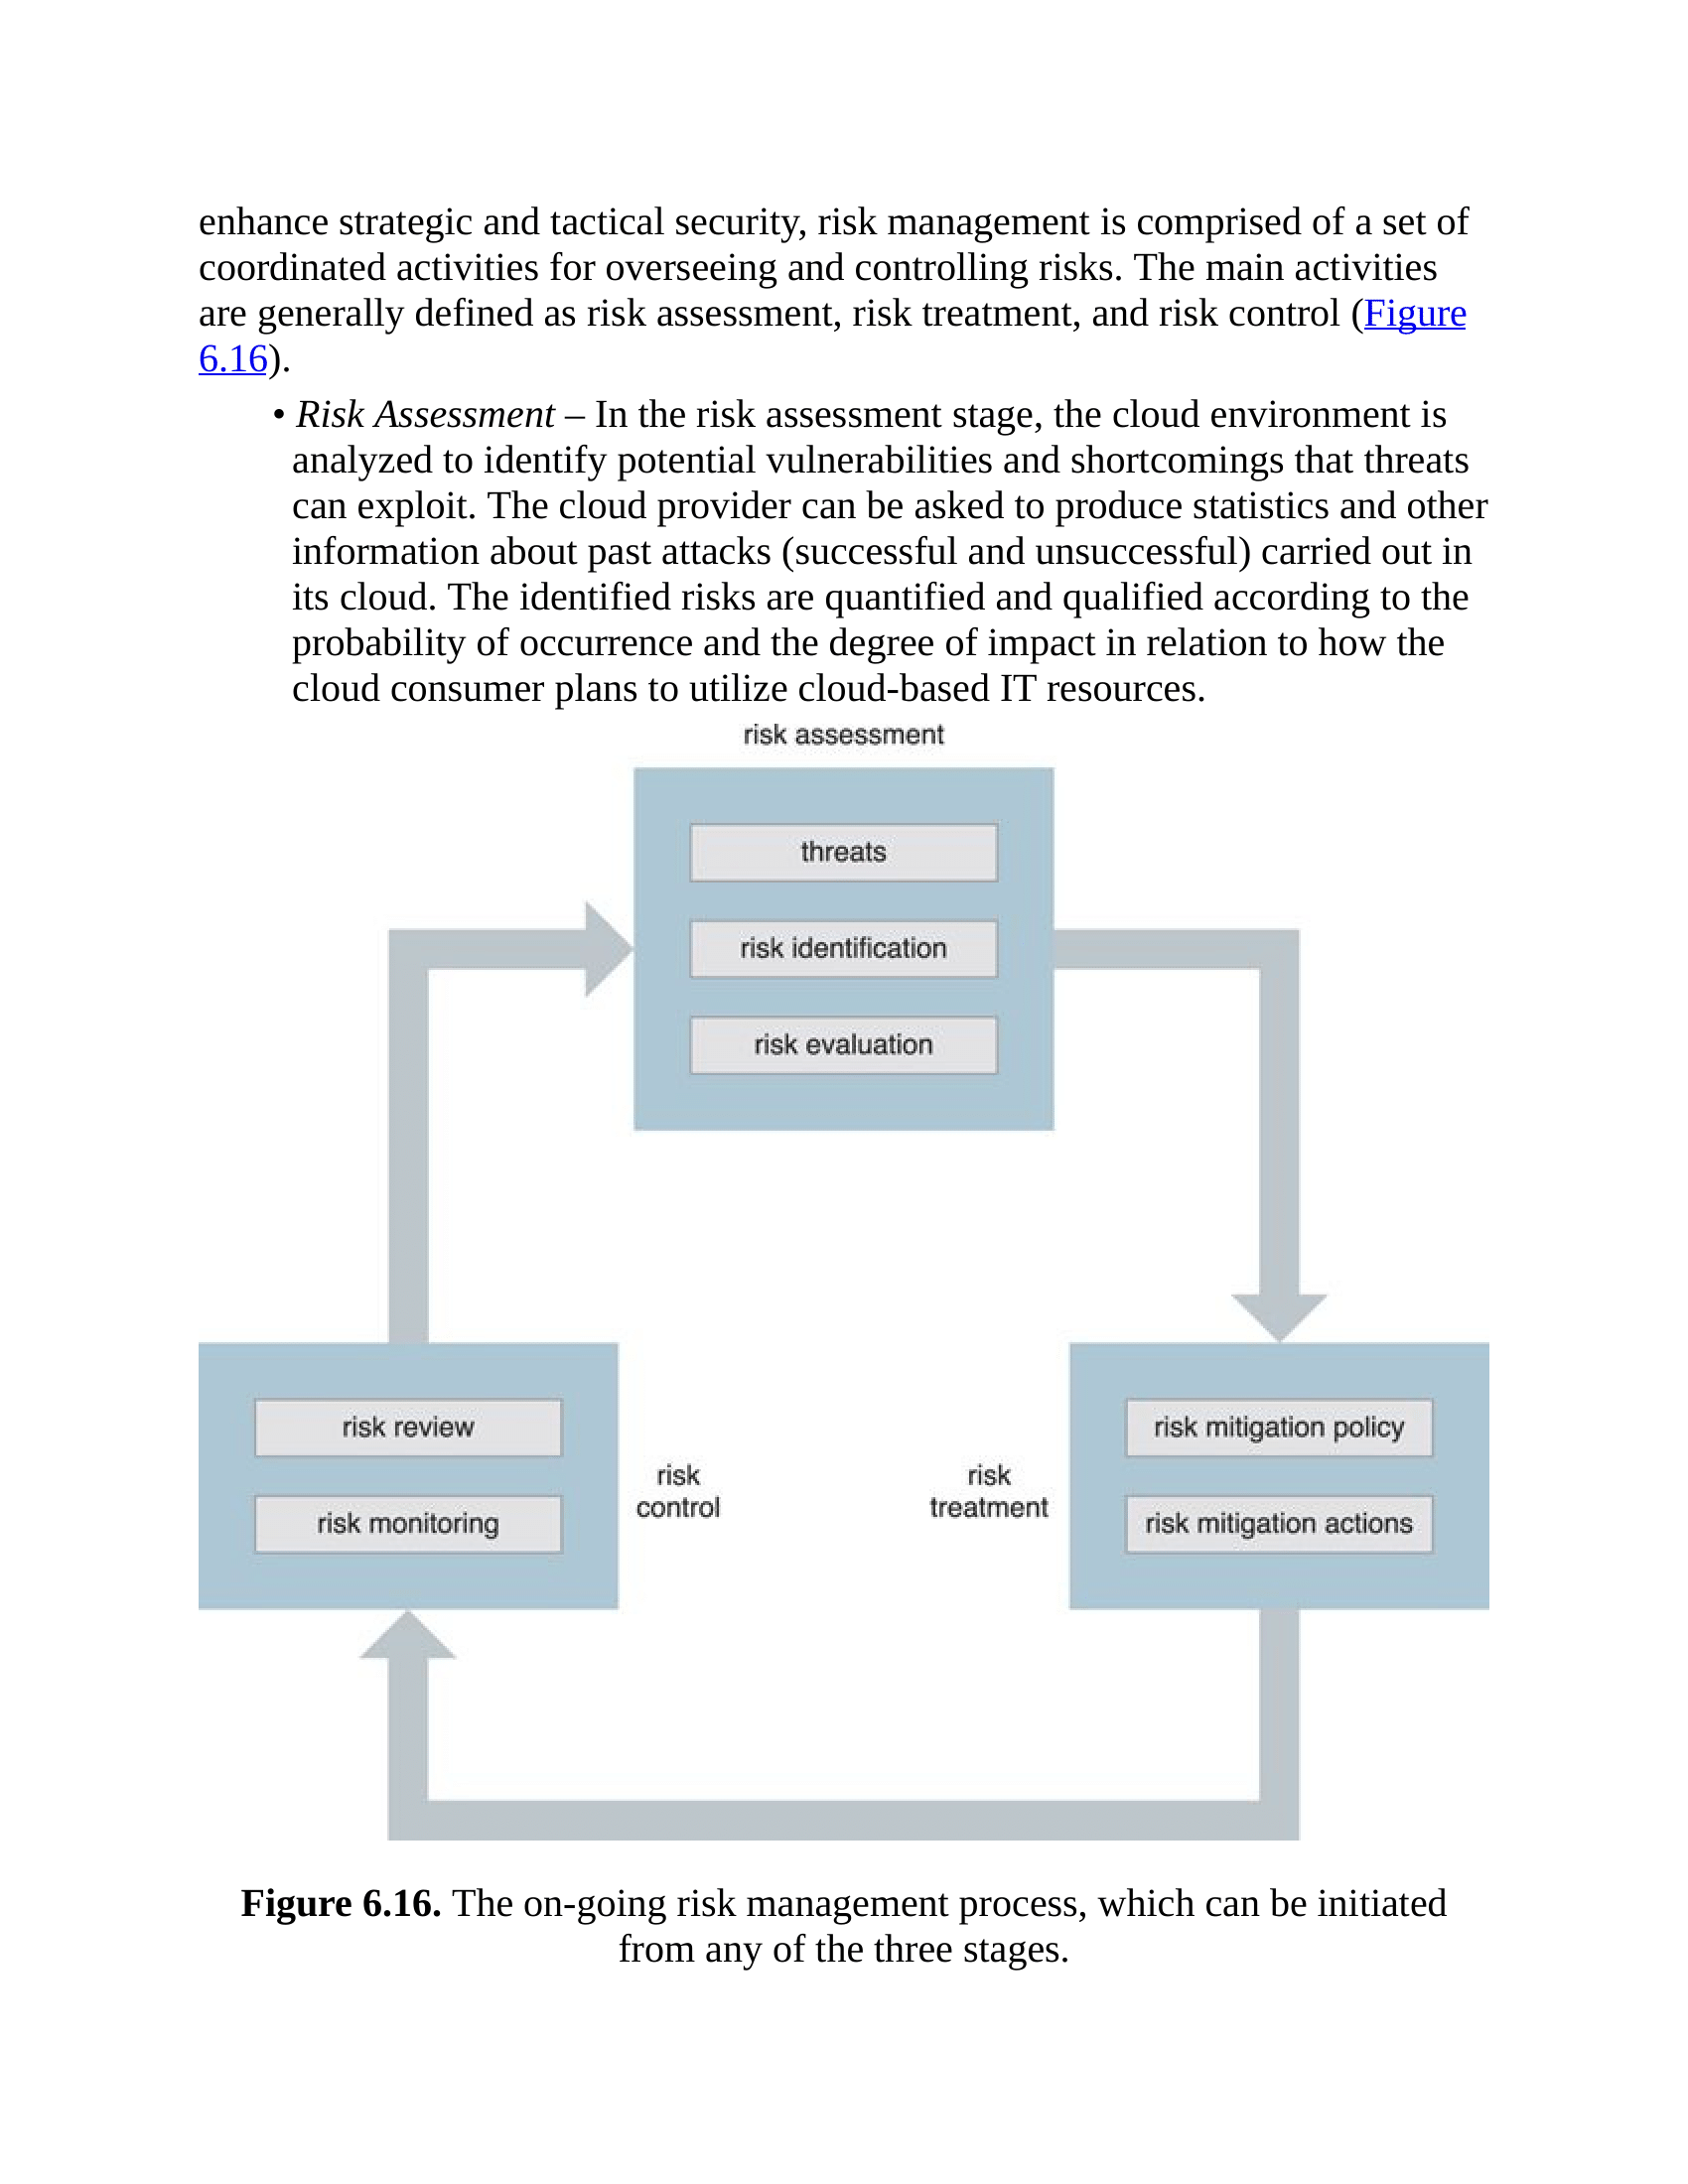 enhance strategic and tactical security, risk management is comprised of a set of
coordinated activities for overseeing and controlling risks. The main activities
are generally defined as risk assessment, risk treatment, and risk control (Figure
6.16).
• Risk Assessment – In the risk assessment stage, the cloud environment is
analyzed to identify potential vulnerabilities and shortcomings that threats
can exploit. The cloud provider can be asked to produce statistics and other
information about past attacks (successful and unsuccessful) carried out in
its cloud. The identified risks are quantified and qualified according to the
probability of occurrence and the degree of impact in relation to how the
cloud consumer plans to utilize cloud-based IT resources.
risk assessment
threats
risk identification
risk evaluation
risk review
risk monitoring
risk
control
risk
treatment
risk mitigation policy
risk mitigation actions
Figure 6.16. The on-going risk management process, which can be initiated
from any of the three stages.